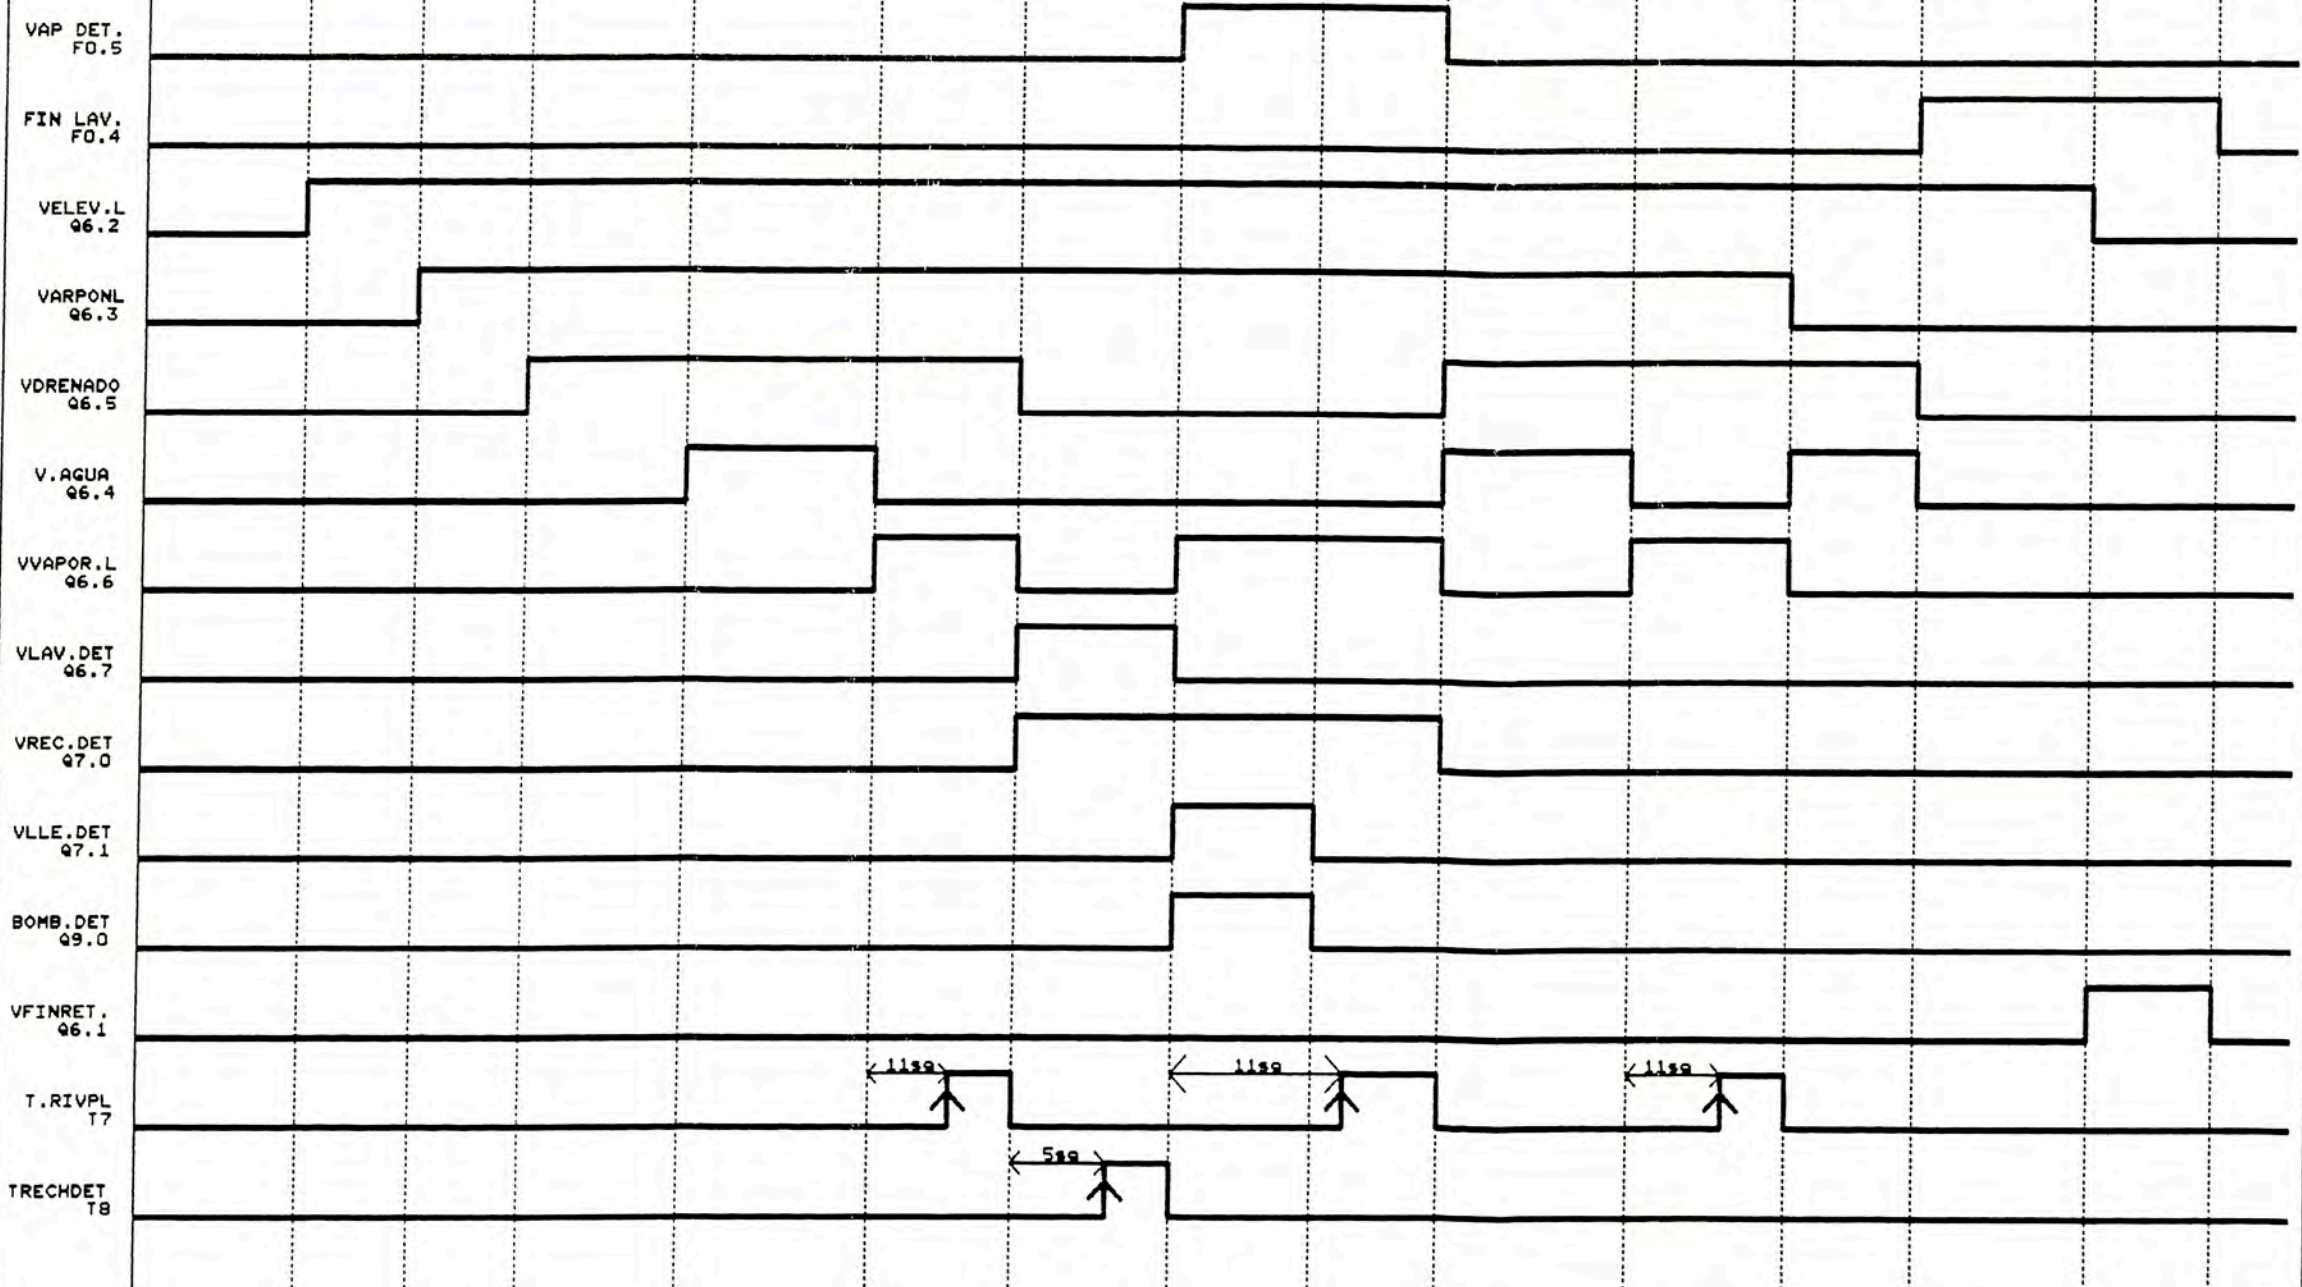 VAP DET.
F0.5
FIN LAV.
F0.4
VELEV.L
Q6.2
VARPONL
Q6.3
VDRENADO
Q6.5
V.AGUA
Q6.4
VVAPOR.L
Q6.6
VLAV.DET
Q6.7
VREC.DET
Q7.0
VLLE.DET
Q7.1
BOMB.DET
Q9.0
VFINRET.
Q6.1
11sg 11sg 11sg
T.RIVPL
T7
5sg
TRECHDET
T8